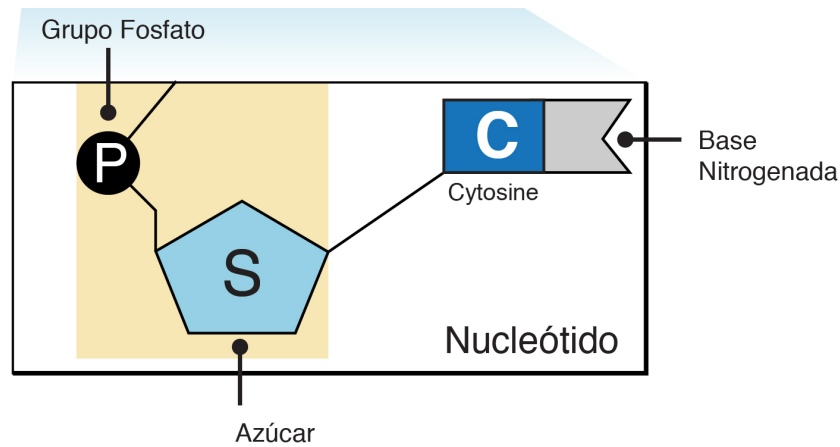 Grupo Fosfato
P
C
Cytosine
Base
Nitrogenada
S
Nucleótido
Azúcar